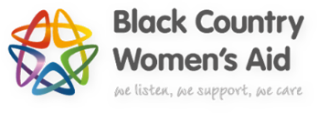 Black Country
Women's Aid
we listen, we support, we care